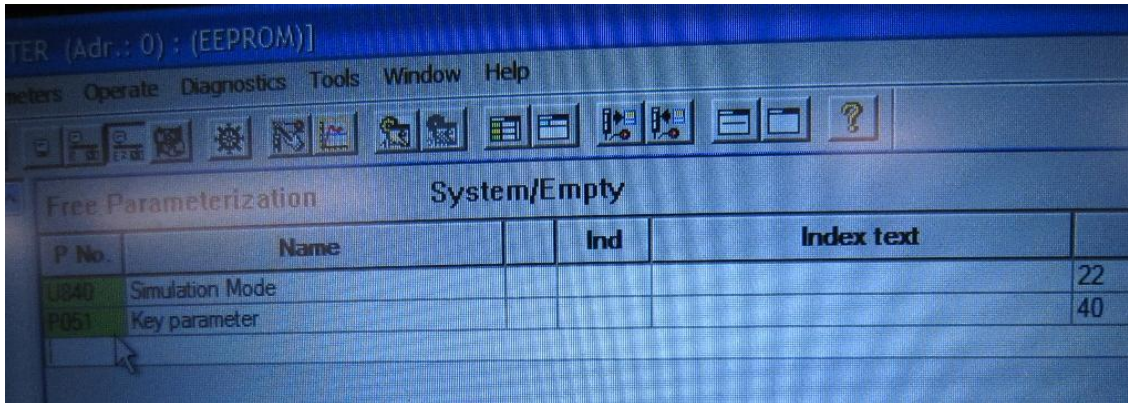 TER (Adr.: 0) : (EEPROM)]
meters Operate Diagnostics Tools Window Help
Free Parameterization System/Empty
P No. Name Ind Index text
U840 Simulation Mode 22
P051 Key parameter 40